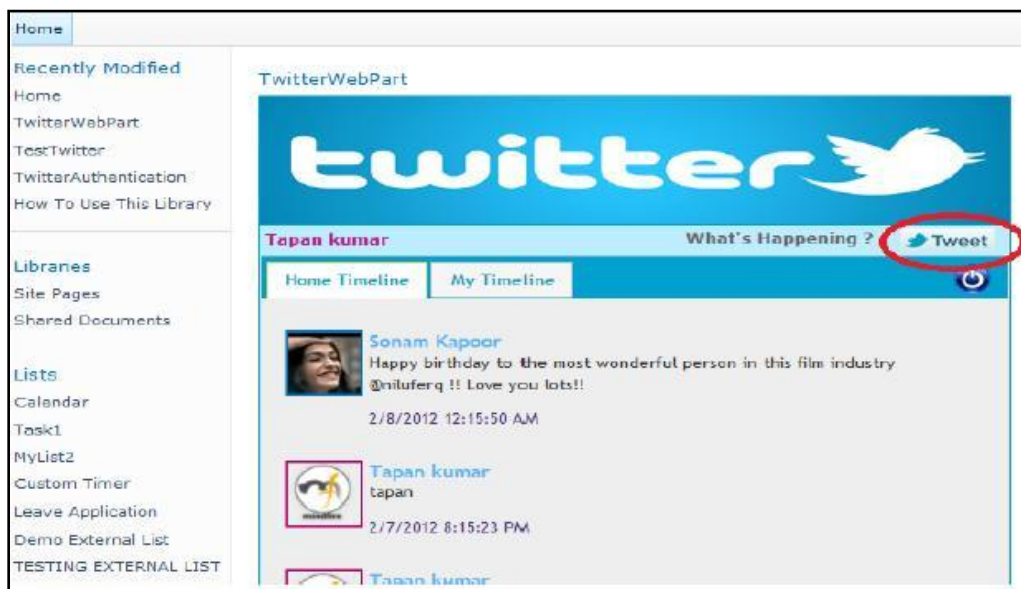 Home
Recently Modified
Home
TwitterWebPart
TestTwitter
TwitterAuthentication
How To Use This Library
Libraries
Site Pages
Shared Documents
Lists
Calendar
Task1
MyList2
Custom Timer
Leave Application
Demo External List
TESTING EXTERNAL LIST
TwitterWebPart
twitter
Tapan kumar
What's Happening ?
Tweet
Home Timeline
My Timeline
Sonam Kapoor
Happy birthday to the most wonderful person in this film industry
@niluferq !! Love you lots!!
2/8/2012 12:15:50 AM
Tapan kumar
tapan
2/7/2012 8:15:23 PM
Tapan kumar